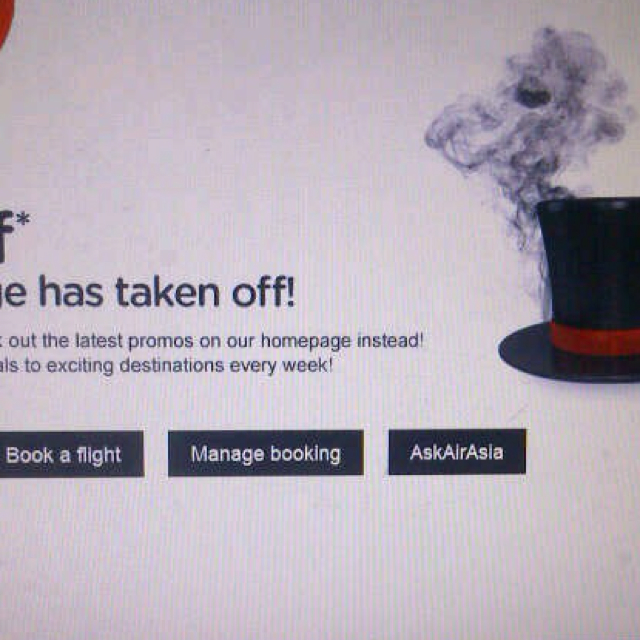 f*
ge has taken off!
k out the latest promos on our homepage instead!
als to exciting destinations every week!
Book a flight
Manage booking
AskAirAsia